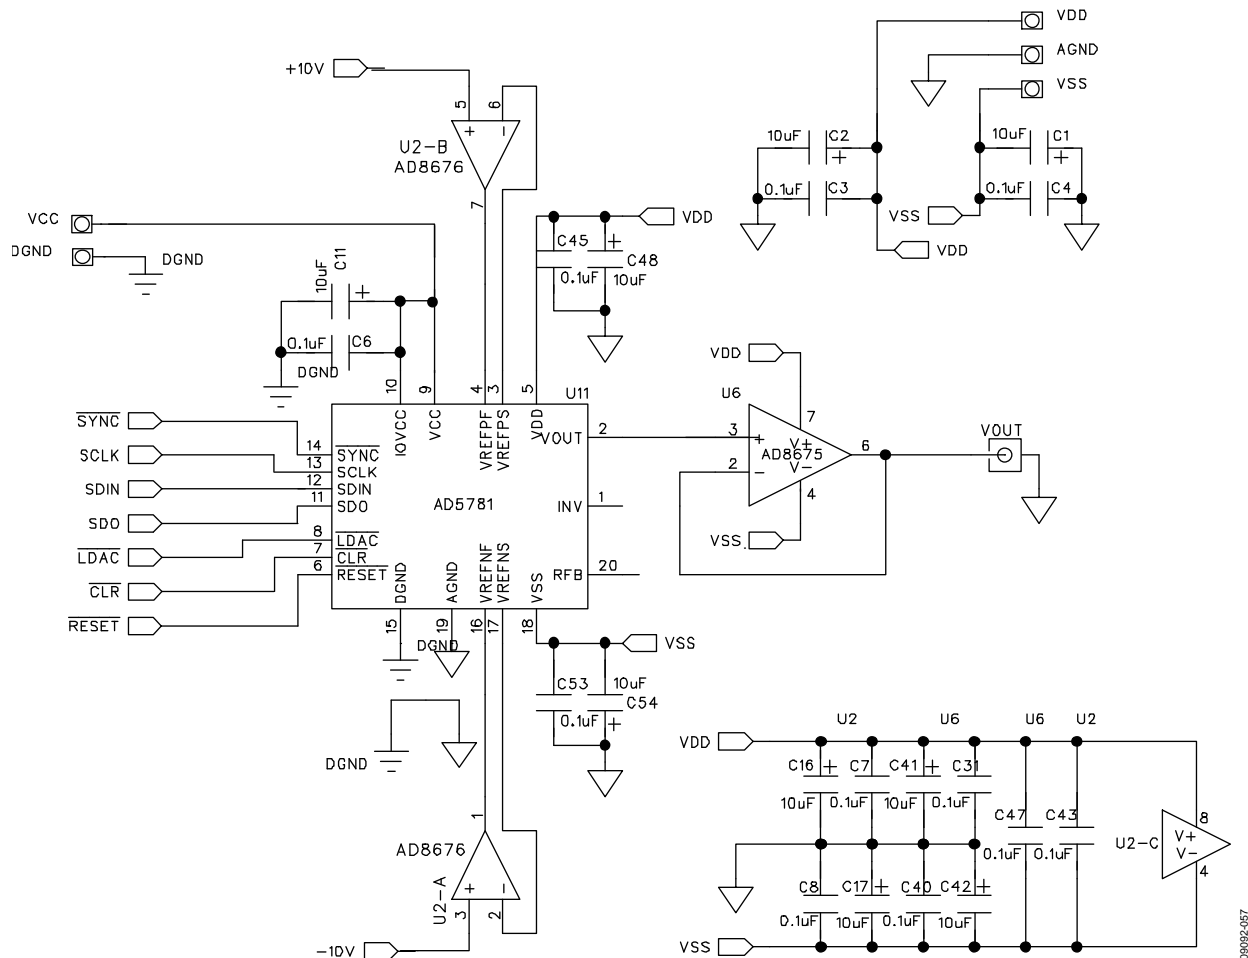 VDD
AGND
VSS
+10V
5
6
+
−
U2-B
AD8676
7
10uF
C2
+
0.1uF
C3
VDD
10uF
C1
+
0.1uF
C4
VSS
VCC
DGND
DGND
10uF
C11
+
0.1uF
C6
DGND
C45
0.1uF
+
C48
10uF
VDD
10
9
4
3
5
U11
IOVCC
VCC
VREFPF
VREFPS
VDD
SYNC
14
SYNC
SCLK
13
SCLK
SDIN
12
SDIN
SDO
11
SDO
LDAC
8
LDAC
CLR
7
CLR
RESET
6
RESET
AD5781
VOUT
2
INV
1
RFB
20
DGND
AGND
VREFNF
VREFNS
VSS
15
19
16
17
18
DGND
VDD
U6
7
3
+
V+
AD8675
V−
2
−
6
4
VSS
VOUT
VSS
C53
0.1uF
10uF
C54
+
DGND
1
AD8676
U2-A
+
−
3
2
−10V
U2
U6
U6
U2
VDD
C16
+
10uF
C7
0.1uF
C41
+
10uF
C31
0.1uF
C47
0.1uF
C43
0.1uF
8
U2-C
V+
V−
4
C8
0.1uF
C17
+
10uF
C40
0.1uF
C42
+
10uF
VSS
09092-057